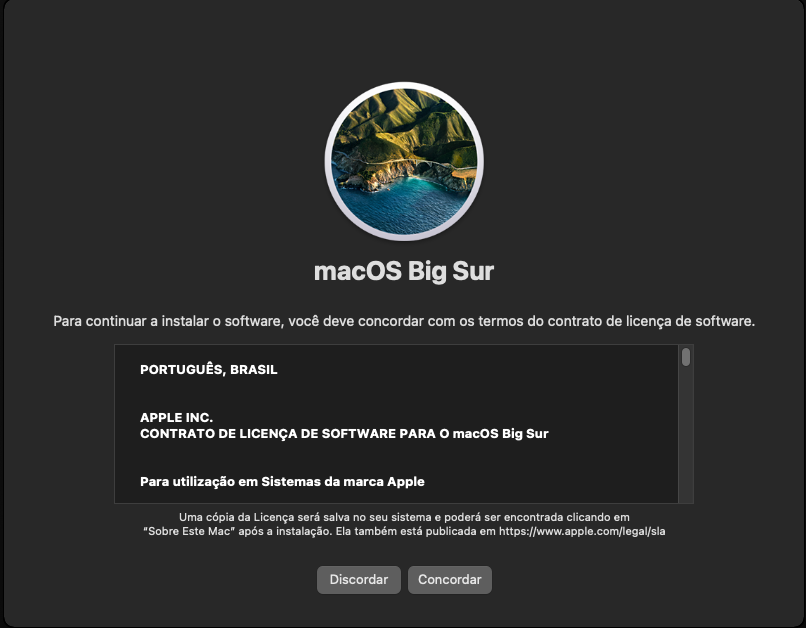 macOS Big Sur
Para continuar a instalar o software, você deve concordar com os termos do contrato de licença de software.
PORTUGUÊS, BRASIL
APPLE INC.
CONTRATO DE LICENÇA DE SOFTWARE PARA O macOS Big Sur
Para utilização em Sistemas da marca Apple
Uma cópia da Licença será salva no seu sistema e poderá ser encontrada clicando em
“Sobre Este Mac” após a instalação. Ela também está publicada em https://www.apple.com/legal/sla
Discordar
Concordar